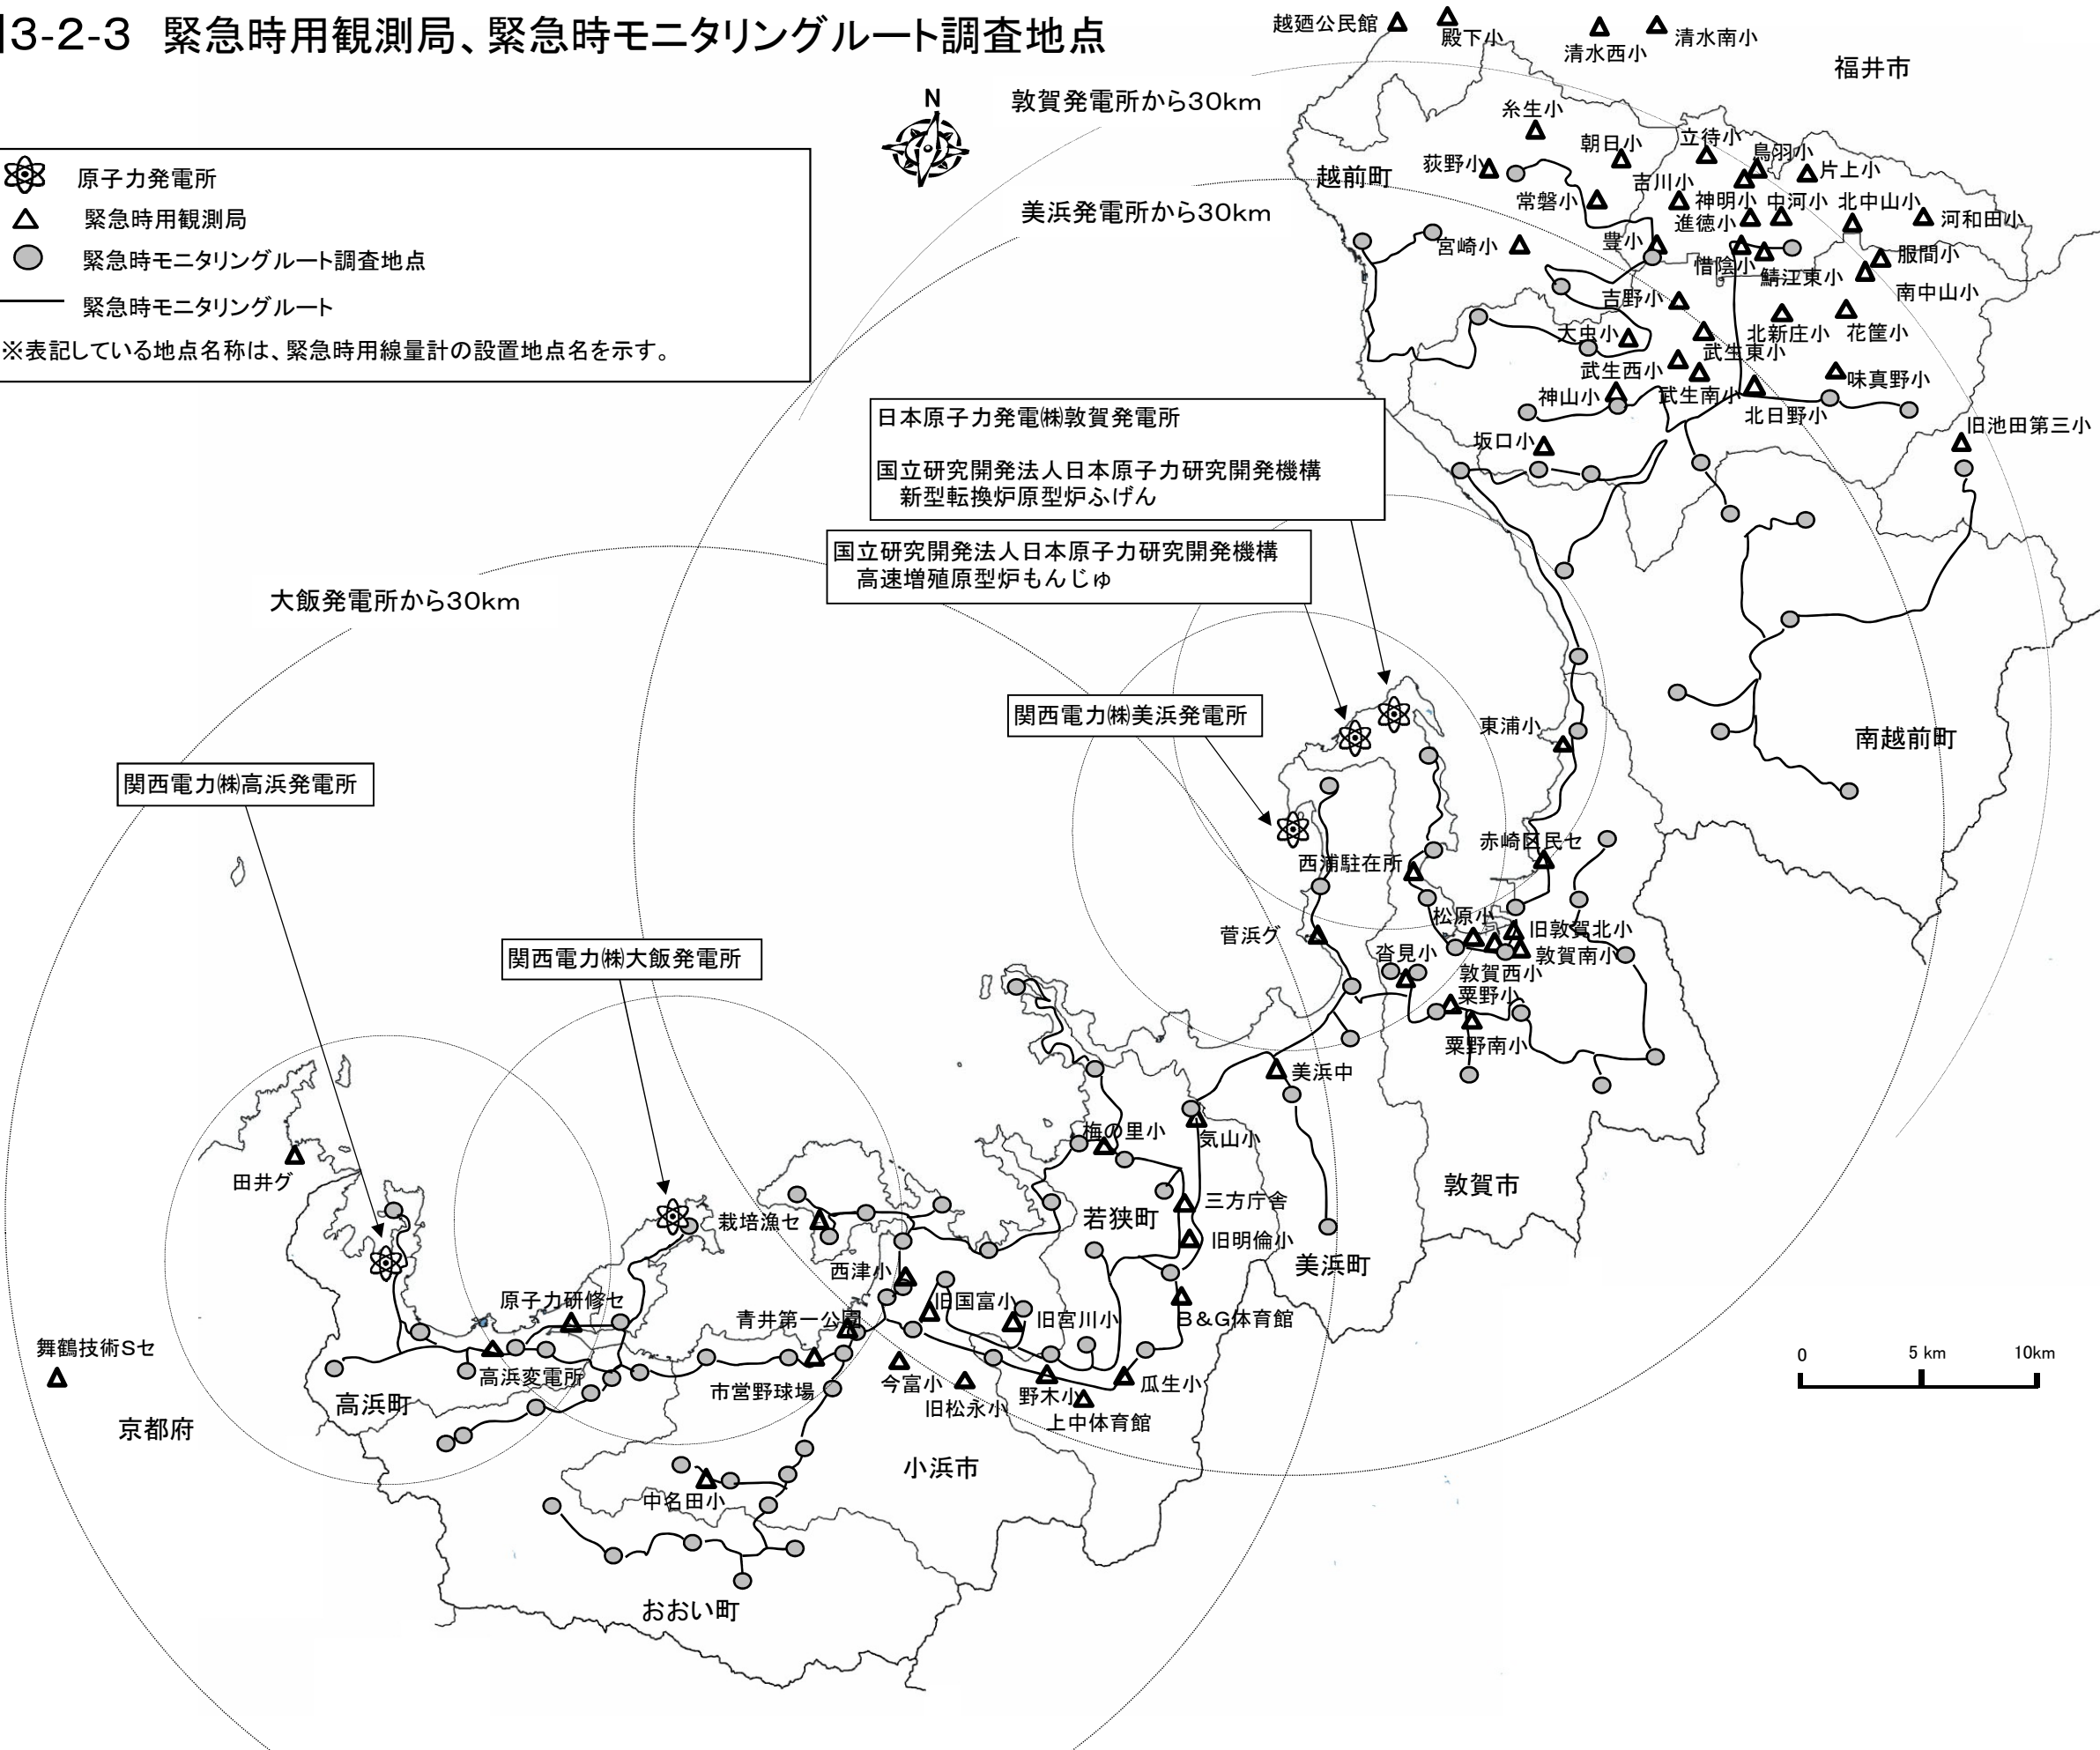 3-2-3 緊急時用観測局、緊急時モニタリングルート調査地点
原子力発電所
緊急時用観測局
緊急時モニタリングルート調査地点
緊急時モニタリングルート
※表記している地点名称は、緊急時用線量計の設置地点名を示す。
N
敦賀発電所から30km
美浜発電所から30km
大飯発電所から30km
越廼公民館
殿下小
清水西小
清水南小
福井市
糸生小
朝日小
立待小
鳥羽小
片上小
荻野小
越前町
吉川小
常磐小
神明小
中河小
北中山小
河和田小
進徳小
宮崎小
豊小
惜陰小
鯖江東小
服間小
南中山小
吉野小
大虫小
武生東小
北新庄小
花筐小
武生西小
味真野小
神山小
武生南小
北日野小
坂口小
旧池田第三小
日本原子力発電㈱敦賀発電所
国立研究開発法人日本原子力研究開発機構
新型転換炉原型炉ふげん
国立研究開発法人日本原子力研究開発機構
高速増殖原型炉もんじゅ
関西電力㈱美浜発電所
東浦小
南越前町
関西電力㈱高浜発電所
赤崎区民セ
西浦駐在所
松原小
旧敦賀北小
菅浜グ
沓見小
敦賀南小
敦賀西小
関西電力㈱大飯発電所
粟野小
粟野南小
美浜中
梅の里小
気山小
田井グ
敦賀市
三方庁舎
若狭町
栽培漁セ
旧明倫小
美浜町
西津小
原子力研修セ
旧国富小
青井第一公園
旧宮川小
B&G体育館
舞鶴技術Sセ
高浜変電所
市営野球場
今富小
野木小
瓜生小
高浜町
旧松永小
上中体育館
京都府
小浜市
中名田小
おおい町
0
5 km
10km